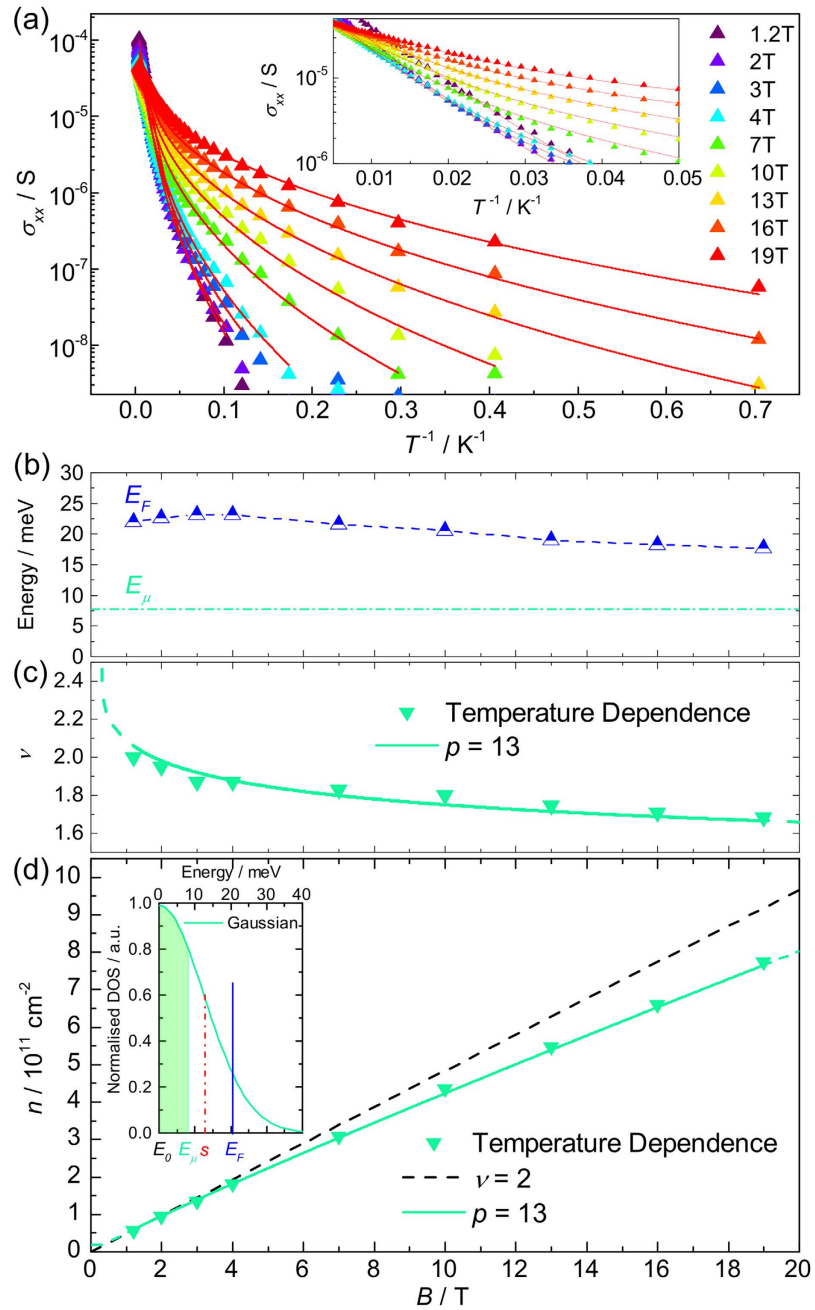 (a)
10⁻⁴
10⁻⁵
10⁻⁶
10⁻⁷
10⁻⁸
σxx / S
0.0
0.1
0.2
0.3
0.4
0.5
0.6
0.7
T⁻¹ / K⁻¹
10⁻⁵
10⁻⁶
σxx / S
0.01
0.02
0.03
0.04
0.05
T⁻¹ / K⁻¹
1.2T
2T
3T
4T
7T
10T
13T
16T
19T
(b)
30
25
20
15
10
5
0
Energy / meV
EF
Eμ
(c)
2.4
2.2
2.0
1.8
1.6
ν
Temperature Dependence
p = 13
(d)
10
9
8
7
6
5
4
3
2
1
0
n / 10¹¹ cm⁻²
Energy / meV
0
10
20
30
40
1.0
0.8
0.6
0.4
0.2
0.0
Normalised DOS / a.u.
Gaussian
E0
Eμ
s
EF
Temperature Dependence
ν = 2
p = 13
0
2
4
6
8
10
12
14
16
18
20
B / T